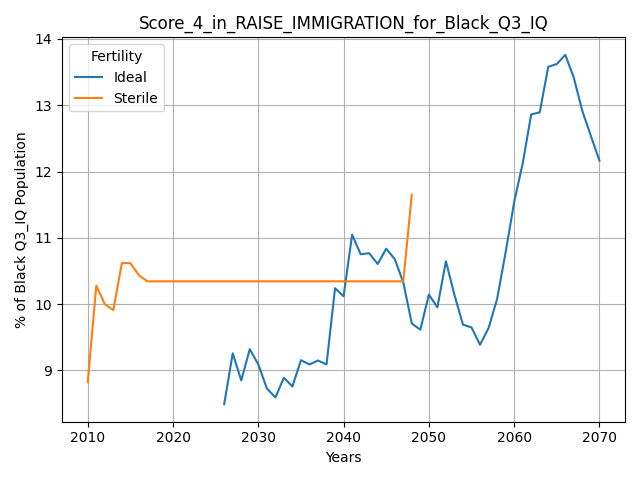 Score_4_in_RAISE_IMMIGRATION_for_Black_Q3_IQ
Fertility
Ideal
Sterile
% of Black Q3_IQ Population
14
13
12
11
10
9
2010 2020 2030 2040 2050 2060 2070
Years